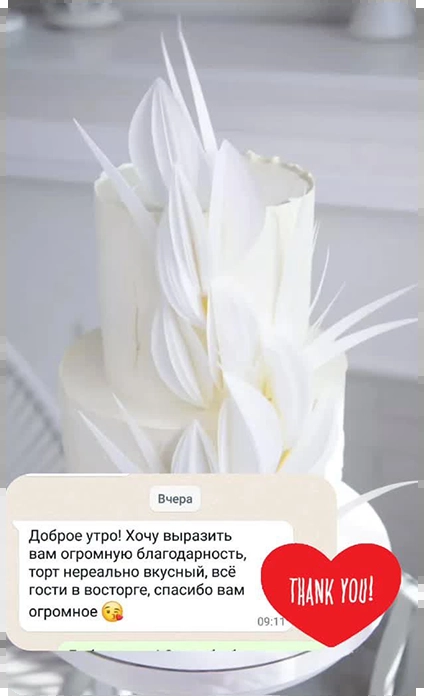 Вчера
Доброе утро! Хочу выразить
вам огромную благодарность,
торт нереально вкусный, всё
гости в восторге, спасибо вам
огромное 😘
09:11
THANK YOU!